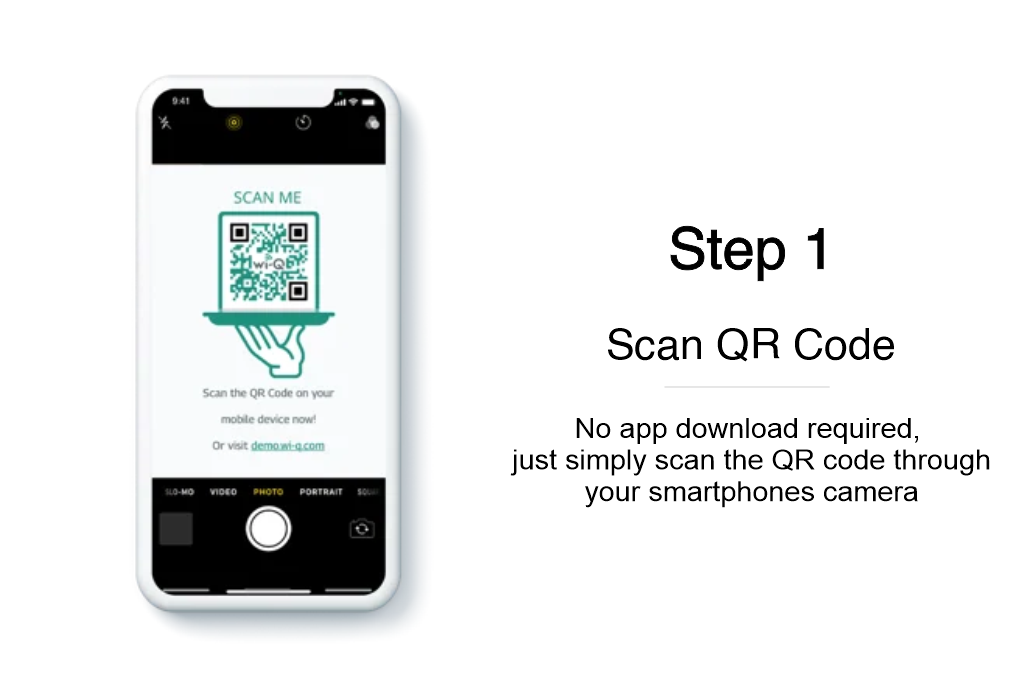 9:41
SCAN ME
wi-Q
Scan the QR Code on your
mobile device now!
Or visit demo.wi-q.com
SLO-MO VIDEO PHOTO PORTRAIT
Step 1
Scan QR Code
No app download required,
just simply scan the QR code through
your smartphones camera